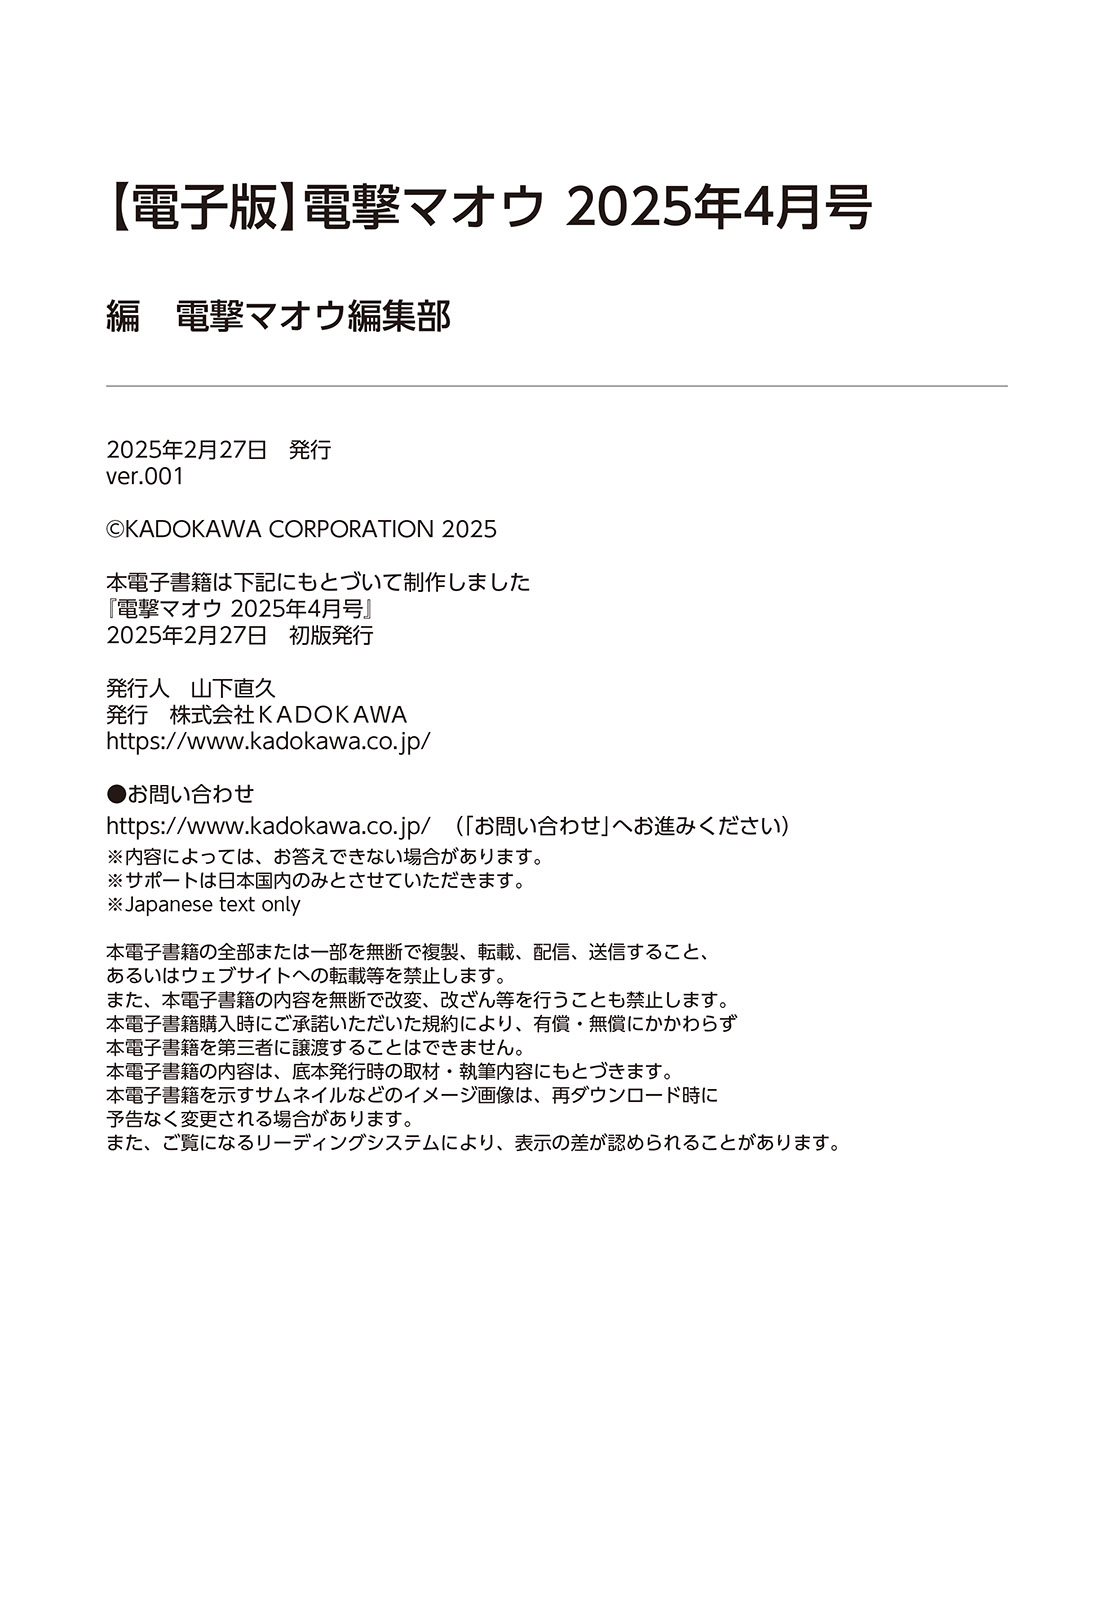 【電子版】電撃マオウ 2025年4月号
編　電撃マオウ編集部
2025年2月27日　発行
ver.001
©KADOKAWA CORPORATION 2025
本電子書籍は下記にもとづいて制作しました
『電撃マオウ 2025年4月号』
2025年2月27日　初版発行
発行人　山下直久
発行　株式会社ＫＡＤＯＫＡＷＡ
https://www.kadokawa.co.jp/
●お問い合わせ
https://www.kadokawa.co.jp/　（「お問い合わせ」へお進みください）
※内容によっては、お答えできない場合があります。
※サポートは日本国内のみとさせていただきます。
※Japanese text only
本電子書籍の全部または一部を無断で複製、転載、配信、送信すること、
あるいはウェブサイトへの転載等を禁止します。
また、本電子書籍の内容を無断で改変、改ざん等を行うことも禁止します。
本電子書籍購入時にご承諾いただいた規約により、有償・無償にかかわらず
本電子書籍を第三者に譲渡することはできません。
本電子書籍の内容は、底本発行時の取材・執筆内容にもとづきます。
本電子書籍を示すサムネイルなどのイメージ画像は、再ダウンロード時に
予告なく変更される場合があります。
また、ご覧になるリーディングシステムにより、表示の差が認められることがあります。